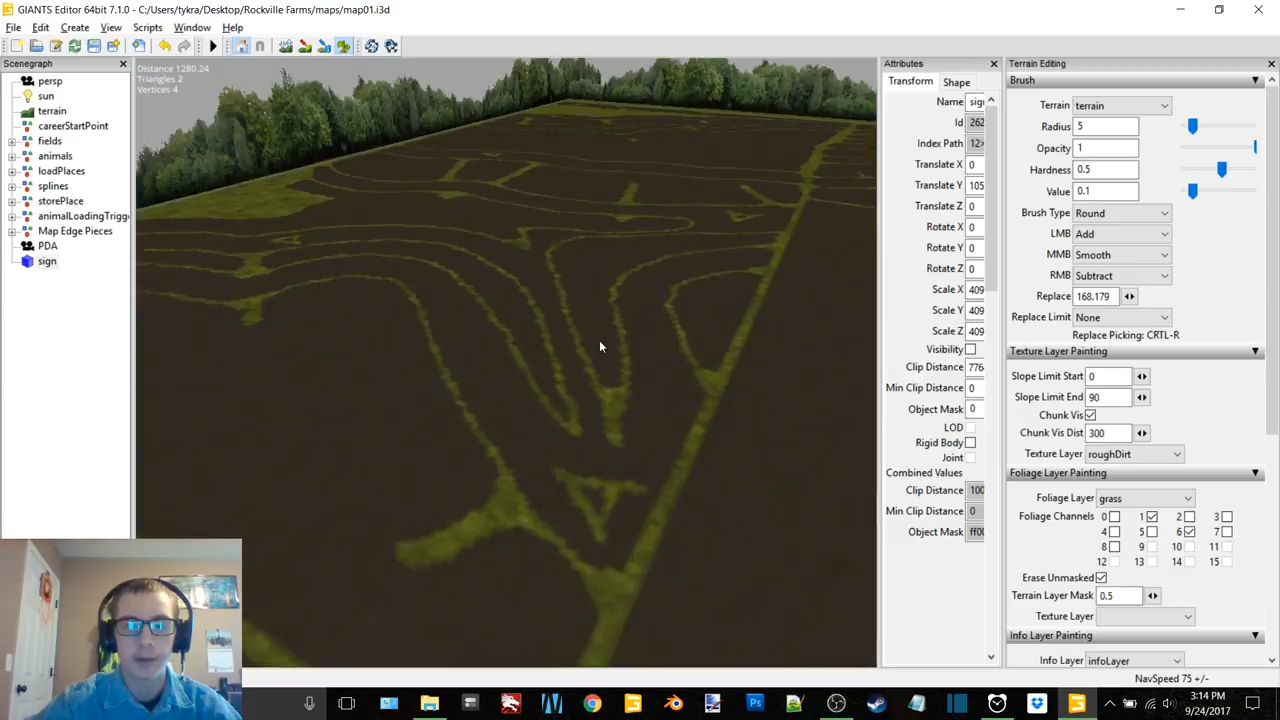 GIANTS Editor 64bit 7.1.0 - C:/Users/tykra/Desktop/Rockville Farms/maps/map01.i3d
File Edit Create View Scripts Window Help
Scenegraph
persp
sun
terrain
careerStartPoint
fields
animals
loadPlaces
splines
storePlace
animalLoadingTrigg
Map Edge Pieces
PDA
sign
Distance 1280.24
Triangles 2
Vertices 4
Attributes
Transform Shape
Name sig
Id 262
Index Path 12
Translate X 0
Translate Y 105
Translate Z 0
Rotate X 0
Rotate Y 0
Rotate Z 0
Scale X 409
Scale Y 409
Scale Z 409
Visibility
Clip Distance 776
Min Clip Distance 0
Object Mask 0
LOD
Rigid Body
Joint
Combined Values
Clip Distance 100
Min Clip Distance 0
Object Mask ff00
Terrain Editing
Brush
Terrain terrain
Radius 5
Opacity 1
Hardness 0.5
Value 0.1
Brush Type Round
LMB Add
MMB Smooth
RMB Subtract
Replace 168.179
Replace Limit None
Replace Picking: CRTL-R
Texture Layer Painting
Slope Limit Start 0
Slope Limit End 90
Chunk Vis
Chunk Vis Dist 300
Texture Layer roughDirt
Foliage Layer Painting
Foliage Layer grass
Foliage Channels 0 1 2 3
4 5 6 7
8 9 10 11
12 13 14 15
Erase Unmasked
Terrain Layer Mask 0.5
Texture Layer
Info Layer Painting
Info Layer infoLayer
NavSpeed 75 +/-
3:14 PM
9/24/2017